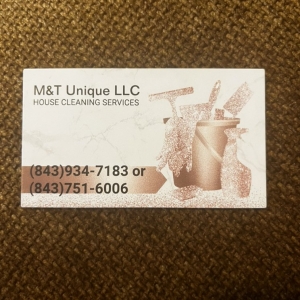 M&T Unique LLC
HOUSE CLEANING SERVICES
(843)934-7183 or
(843)751-6006